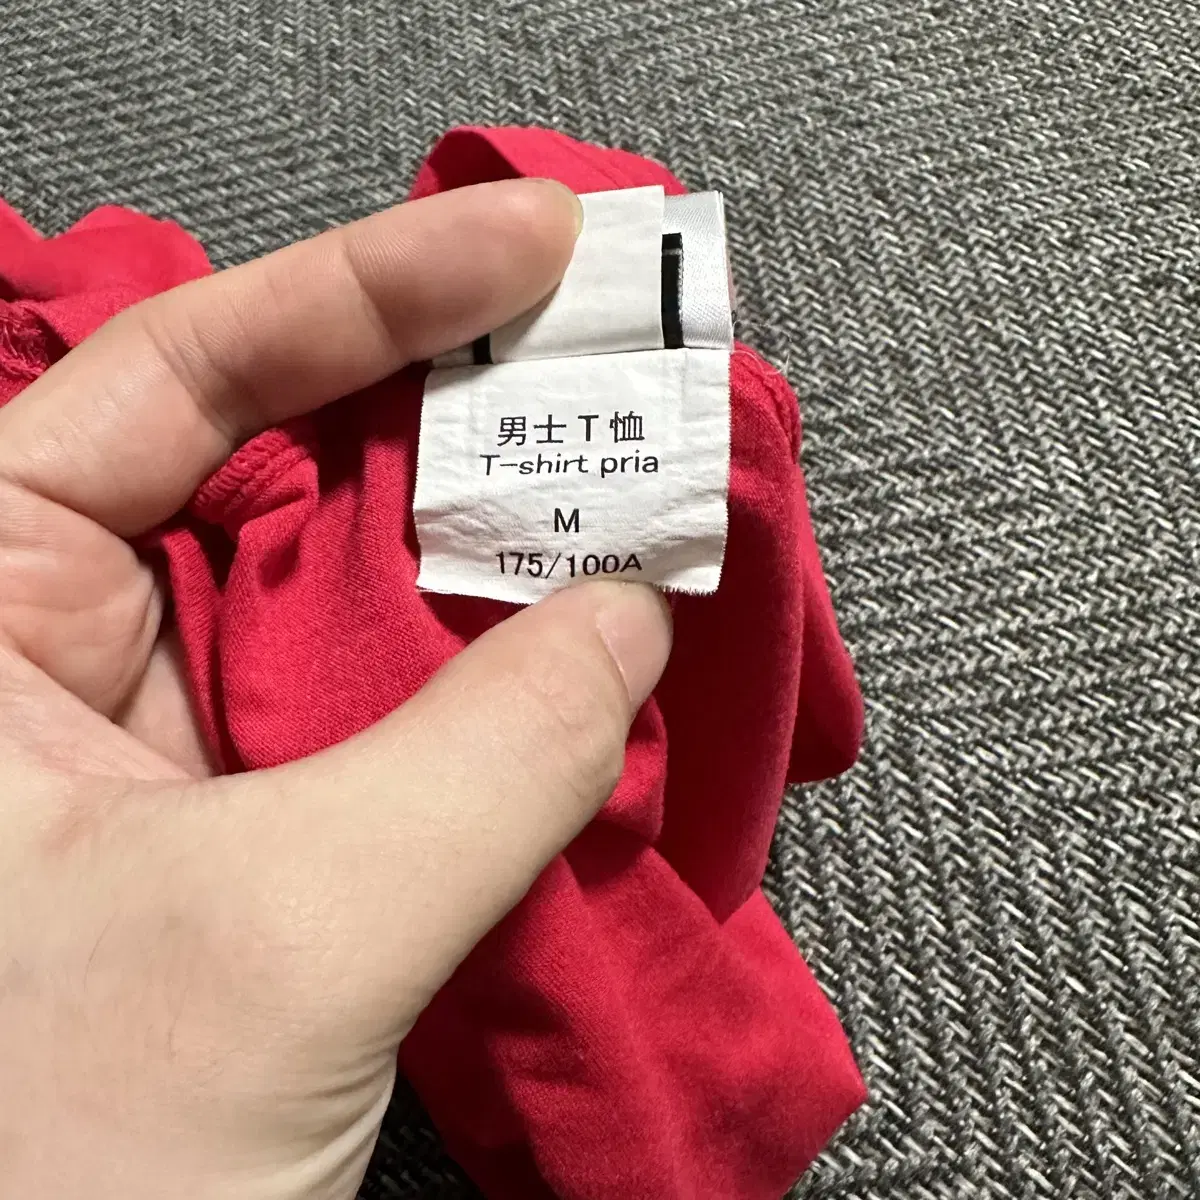 男士T恤
T-shirt pria
M
175/100A